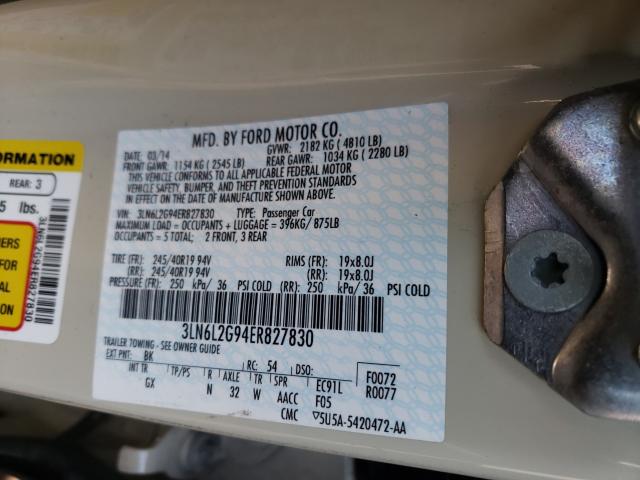 ORMATION
REAR: 3
5 lbs.
3LN6L2G94ER827830
NERS
FOR
AL
ON
MFD. BY FORD MOTOR CO.
DATE: 03/14 GVWR: 2182 KG ( 4810 LB)
FRONT GAWR: 1154 KG ( 2545 LB) REAR GAWR: 1034 KG ( 2280 LB)
THIS VEHICLE CONFORMS TO ALL APPLICABLE FEDERAL MOTOR
VEHICLE SAFETY, BUMPER, AND THEFT PREVENTION STANDARDS
IN EFFECT ON THE DATE OF MANUFACTURE SHOWN ABOVE.
VIN: 3LN6L2G94ER827830 TYPE: Passenger Car
MAXIMUM LOAD = OCCUPANTS + LUGGAGE = 396KG/ 875LB
OCCUPANTS = 5 TOTAL; 2 FRONT, 3 REAR
TIRE (FR): 245/40R19 94V RIMS (FR): 19x8.0J
(RR): 245/40R19 94V (RR): 19x8.0J
PRESSURE (FR): 250 kPa/ 36 PSI COLD (RR): 250 kPa/36 PSI COLD
3LN6L2G94ER827830
TRAILER TOWING - SEE OWNER GUIDE
EXT PNT: BK RC: 54 DSO: F0072
INT TR TP/PS R AXLE TR SPR EC91L R0077
GX N 32 W AACC F05
CMC ▽5U5A-5420472-AA